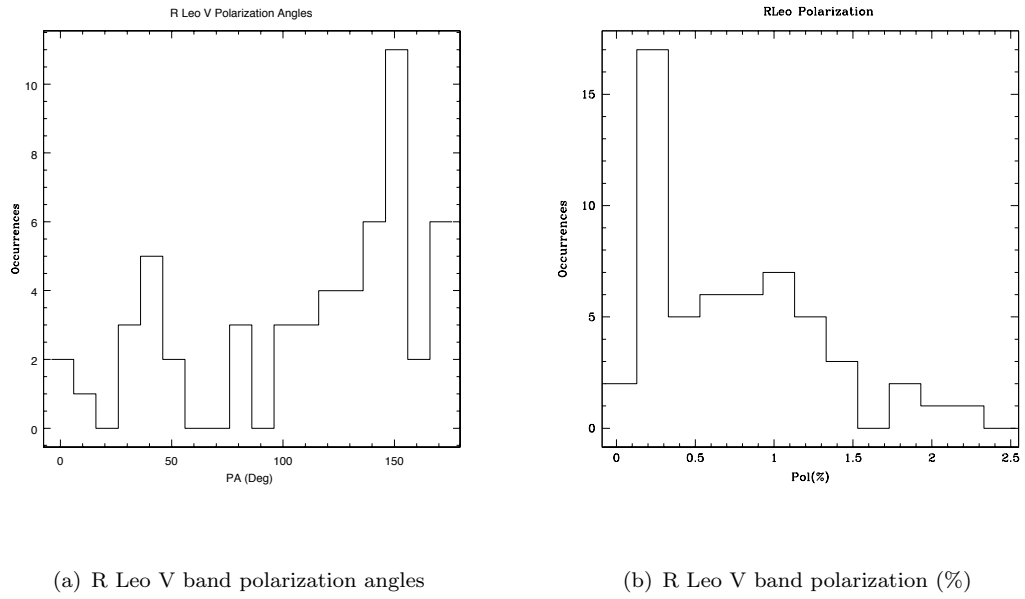 R Leo V Polarization Angles
10
8
6
4
2
0
Occurrences
0 50 100 150
PA (Deg)
RLeo Polarization
15
10
5
0
Occurrences
0 0.5 1 1.5 2 2.5
Pol(%)
(a) R Leo V band polarization angles
(b) R Leo V band polarization (%)